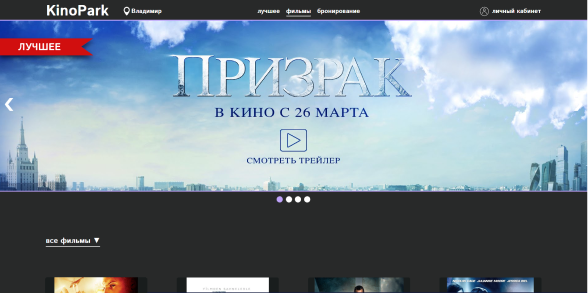 KinoPark
Владимир
лучшее фильмы бронирование
личный кабинет
ЛУЧШЕЕ
ПРИЗРАК
В КИНО С 26 МАРТА
СМОТРЕТЬ ТРЕЙЛЕР
все фильмы ▼